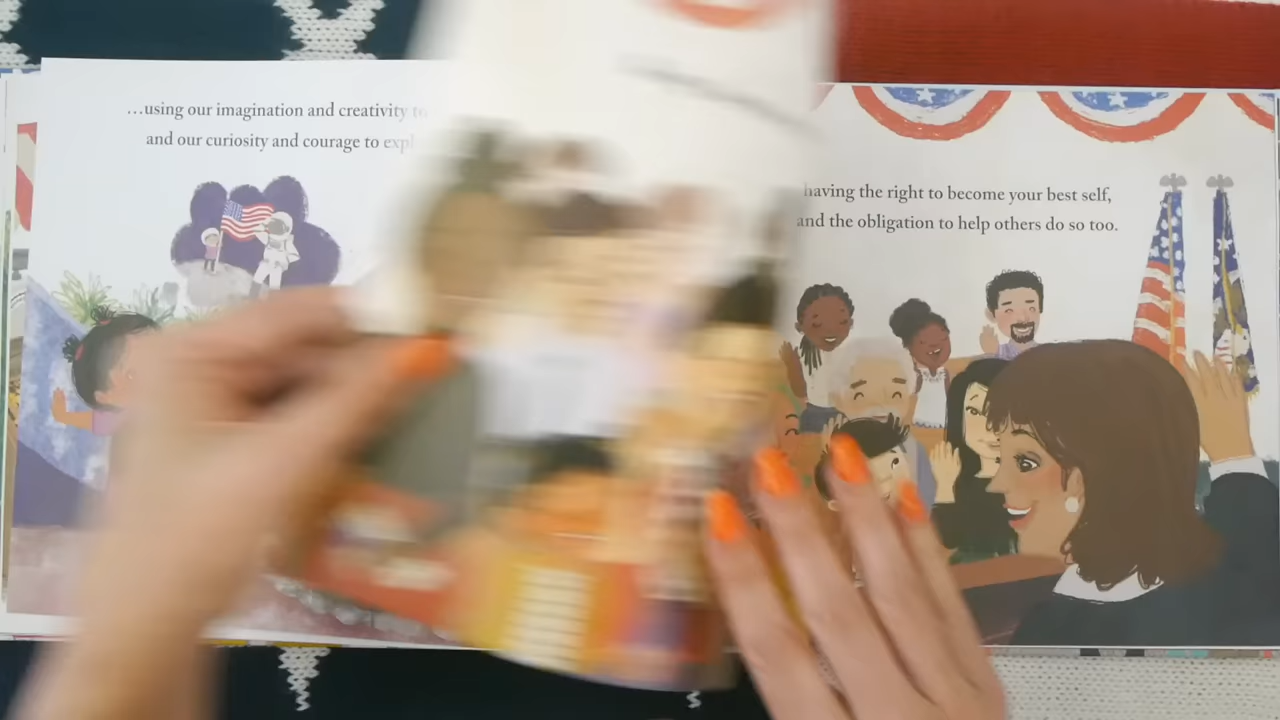 ...using our imagination and creativity
and our curiosity and courage to
having the right to become your best self,
and the obligation to help others do so too.